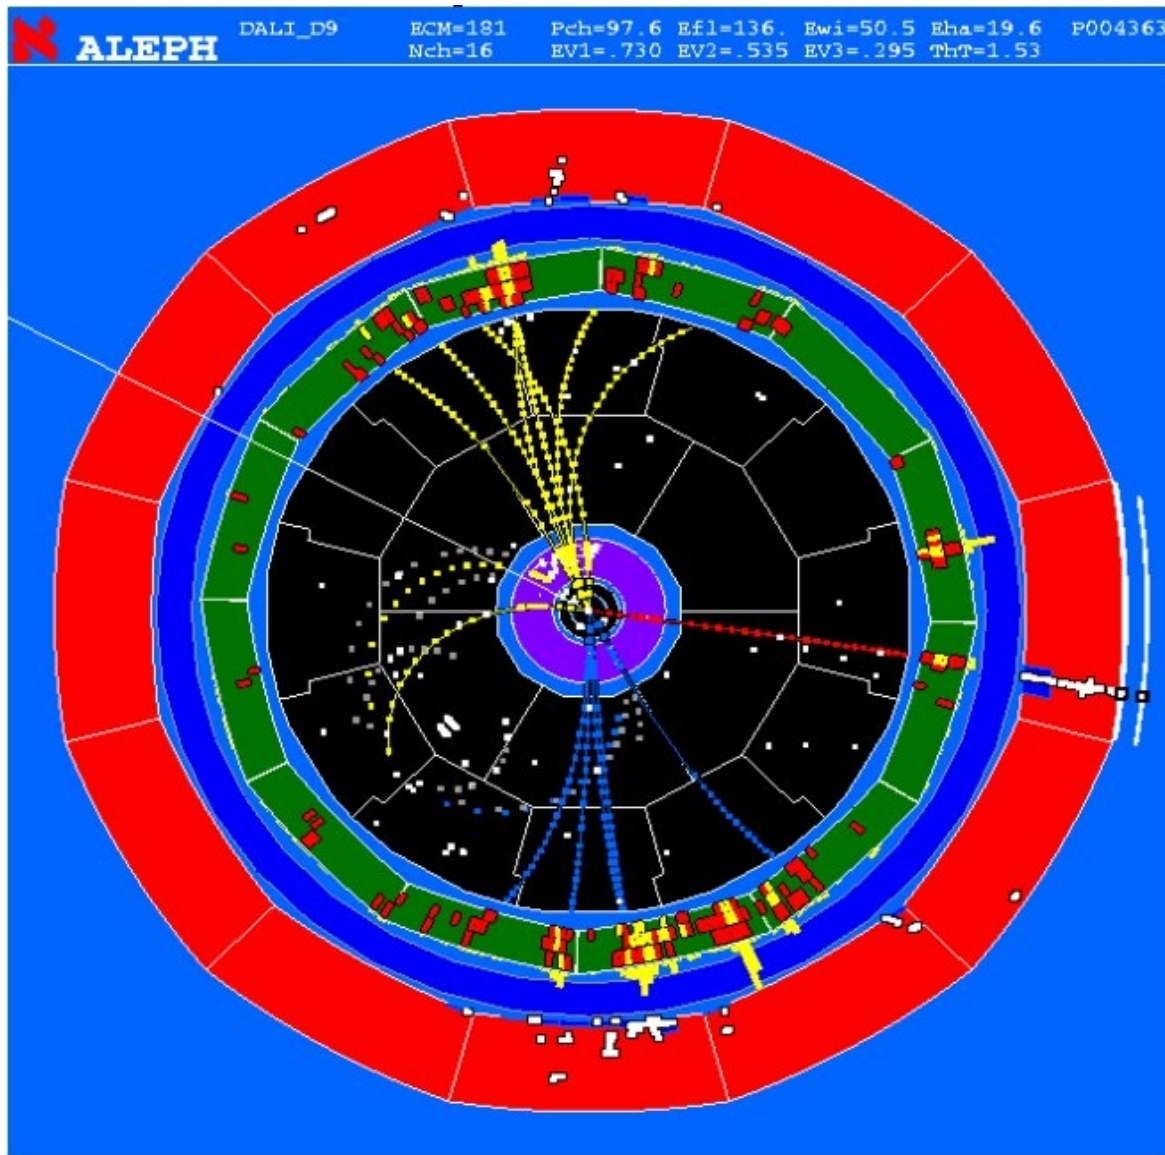 ALEPH DALI_D9 ECM=181 Pch=97.6 Efl=136. Ewi=50.5 Eha=19.6 P004363
Nch=16 EV1=.730 EV2=.535 EV3=.295 ThT=1.53